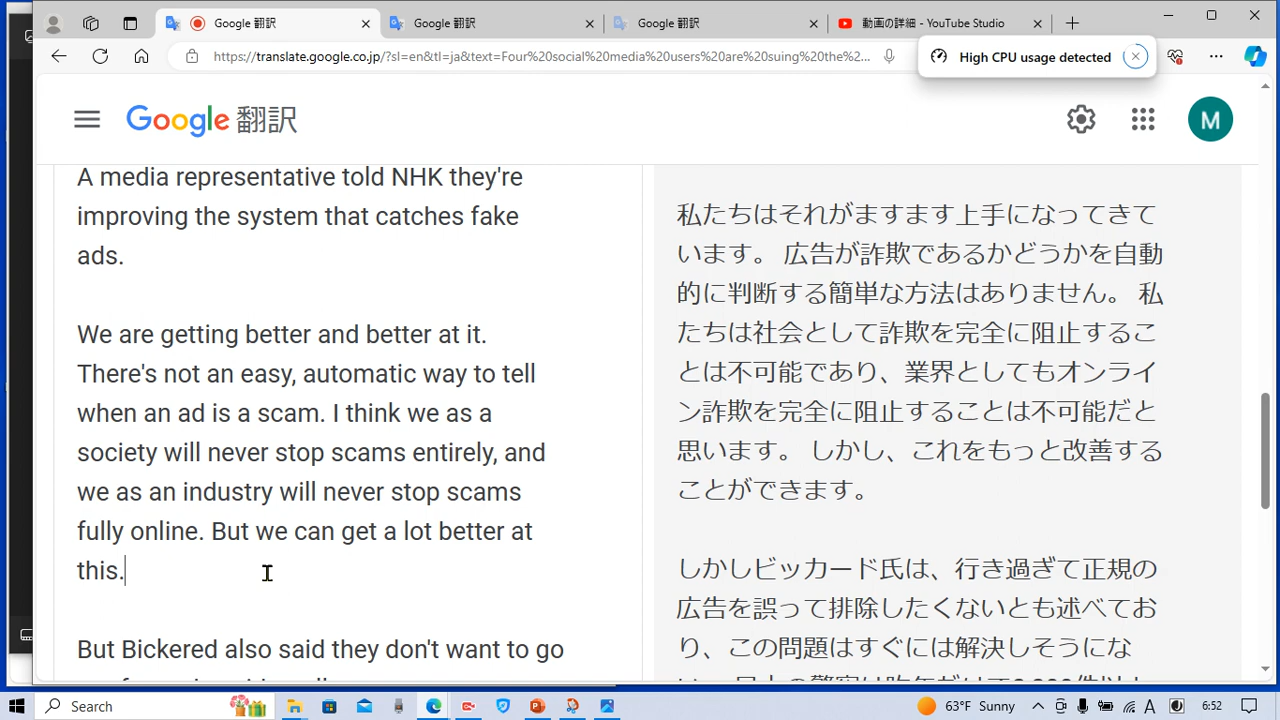 Google 翻訳
Google 翻訳
Google 翻訳
動画の詳細 - YouTube Studio
https://translate.google.co.jp/?sl=en&tl=ja&text=Four%20social%20media%20users%20are%20suing%20the%2...
High CPU usage detected
Google 翻訳
M
A media representative told NHK they're
improving the system that catches fake
ads.
We are getting better and better at it.
There's not an easy, automatic way to tell
when an ad is a scam. I think we as a
society will never stop scams entirely, and
we as an industry will never stop scams
fully online. But we can get a lot better at
this.
But Bickered also said they don't want to go
私たちはそれがますます上手になってきて
います。 広告が詐欺であるかどうかを自動
的に判断する簡単な方法はありません。 私
たちは社会として詐欺を完全に阻止するこ
とは不可能であり、業界としてもオンライ
ン詐欺を完全に阻止することは不可能だと
思います。 しかし、これをもっと改善する
ことができます。
しかしビッカード氏は、行き過ぎて正規の
広告を誤って排除したくないとも述べてお
り、この問題はすぐには解決しそうにな
Search
63°F Sunny
A
6:52